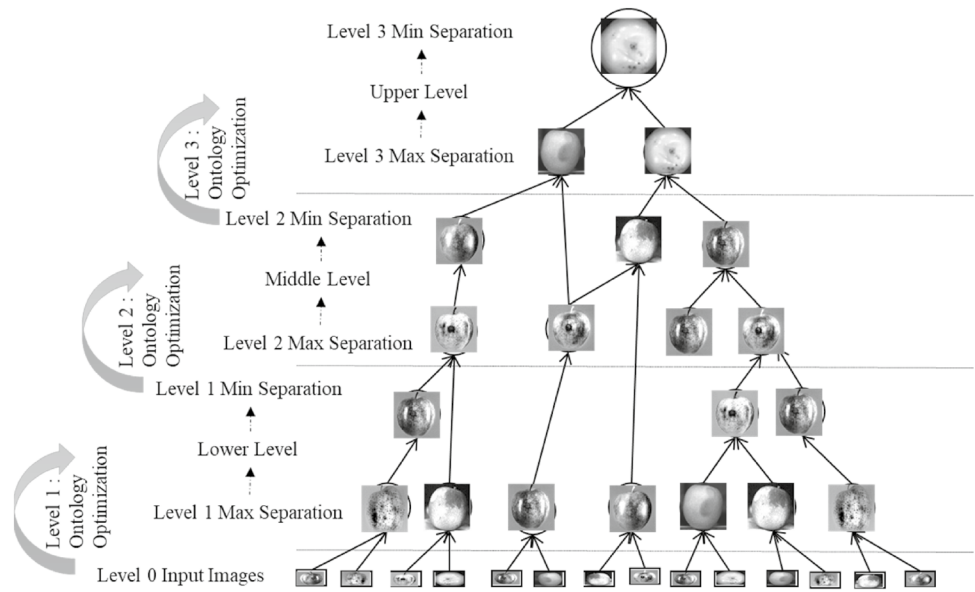 Level 3 Min Separation
Upper Level
Level 3 Max Separation
Level 3 :
Ontology
Optimization
Level 2 Min Separation
Middle Level
Level 2 Max Separation
Level 2 :
Ontology
Optimization
Level 1 Min Separation
Lower Level
Level 1 Max Separation
Level 1 :
Ontology
Optimization
Level 0 Input Images